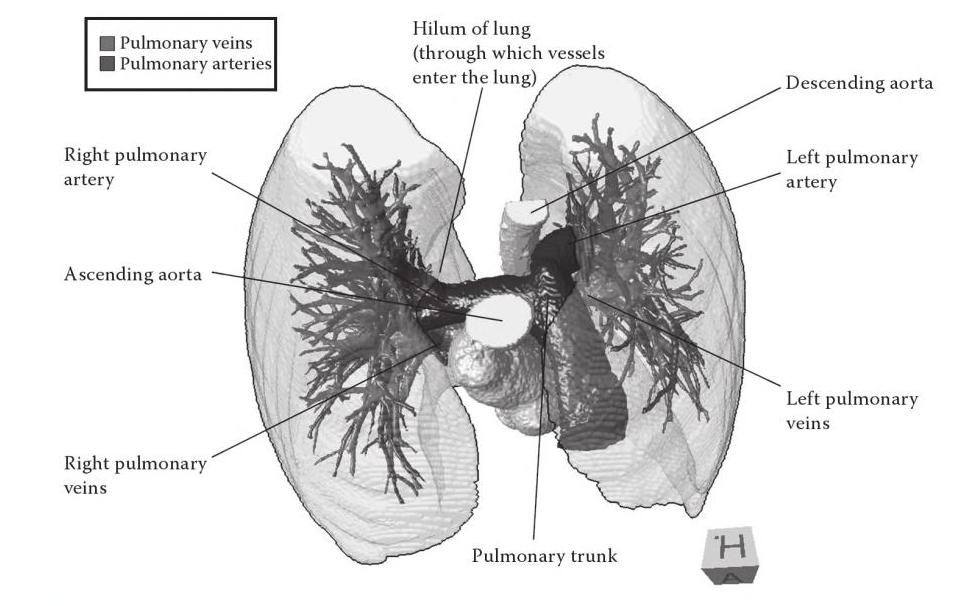 Pulmonary veins
Pulmonary arteries
Hilum of lung
(through which vessels
enter the lung)
Descending aorta
Right pulmonary
artery
Left pulmonary
artery
Ascending aorta
Left pulmonary
veins
Right pulmonary
veins
Pulmonary trunk
H
A